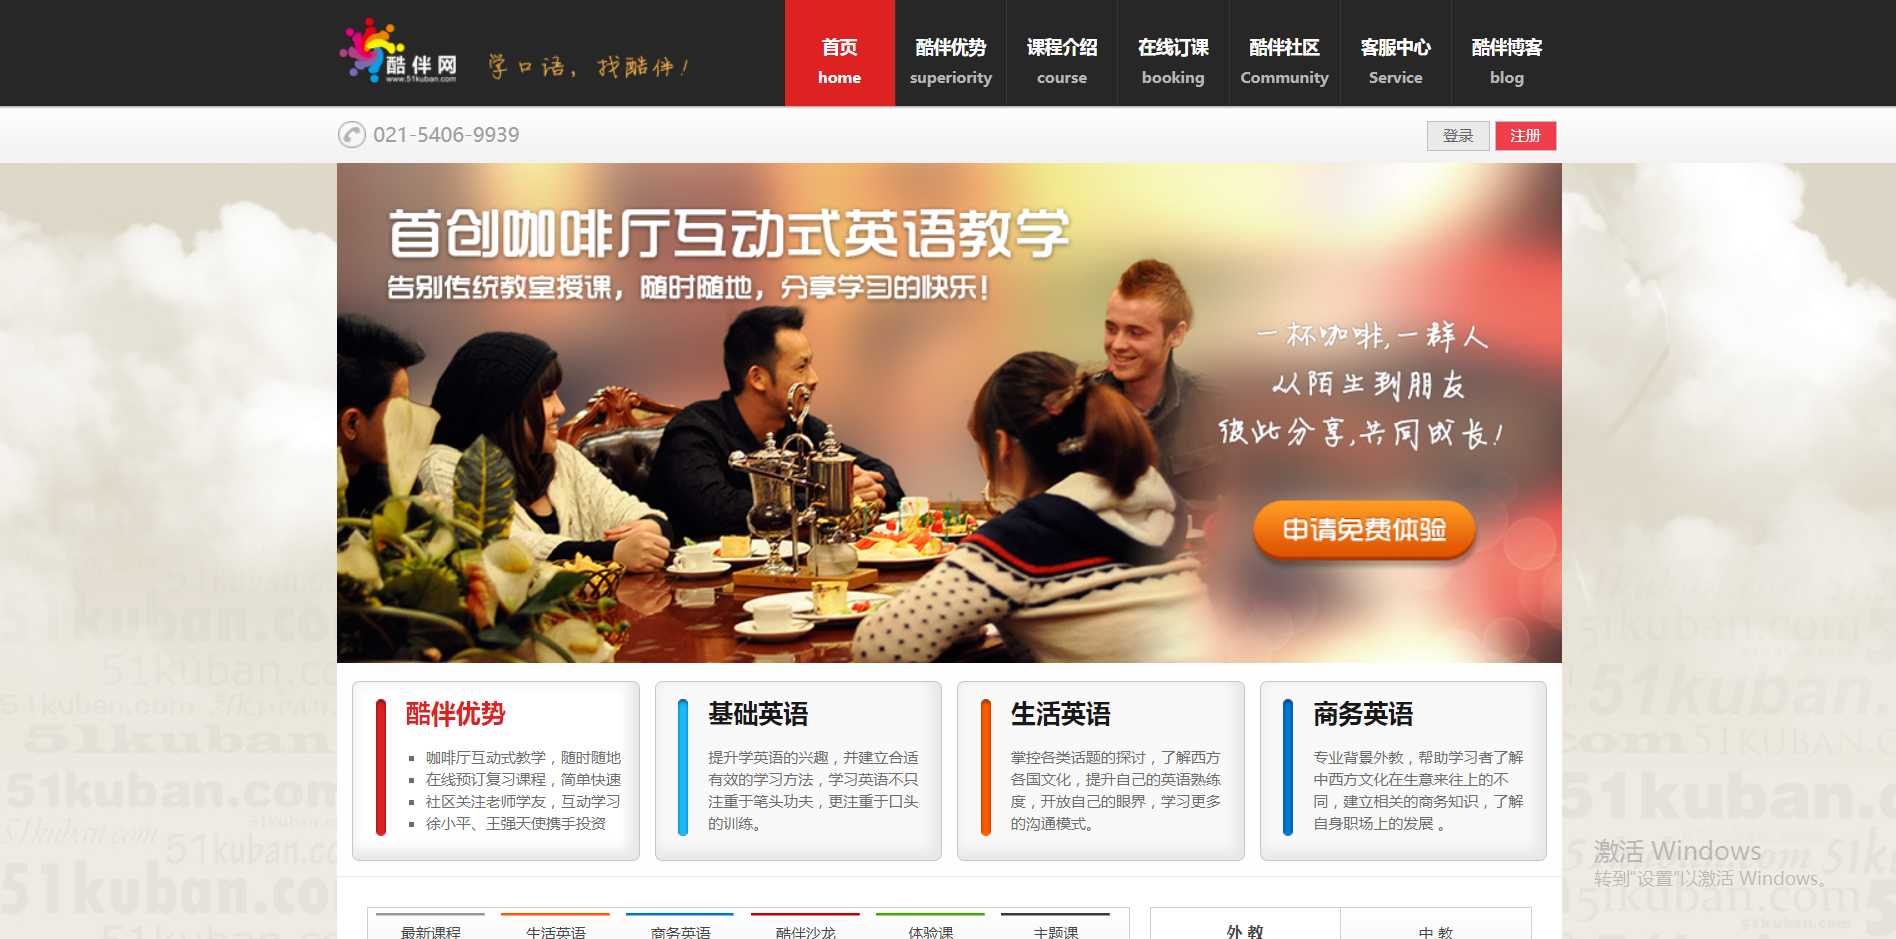 酷伴网
www.51kuban.com
学口语，找酷伴！
首页 酷伴优势 课程介绍 在线订课 酷伴社区 客服中心 酷伴博客
home superiority course booking Community Service blog
021-5406-9939
登录 注册
首创咖啡厅互动式英语教学
告别传统教室授课，随时随地，分享学习的快乐！
一杯咖啡,一群人
从陌生到朋友
彼此分享,共同成长!
申请免费体验
酷伴优势
咖啡厅互动式教学，随时随地
在线预订复习课程，简单快速
社区关注老师学友，互动学习
徐小平、王强天使携手投资
基础英语
提升学英语的兴趣，并建立合适
有效的学习方法，学习英语不只
注重于笔头功夫，更注重于口头
的训练。
生活英语
掌控各类话题的探讨，了解西方
各国文化，提升自己的英语熟练
度，开放自己的眼界，学习更多
的沟通模式。
商务英语
专业背景外教，帮助学习者了解
中西方文化在生意来往上的不
同，建立相关的商务知识，了解
自身职场上的发展 。
激活 Windows
转到“设置”以激活 Windows。
最新课程 生活英语 商务英语 酷伴沙龙 体验课 主题课
外 教 中 教